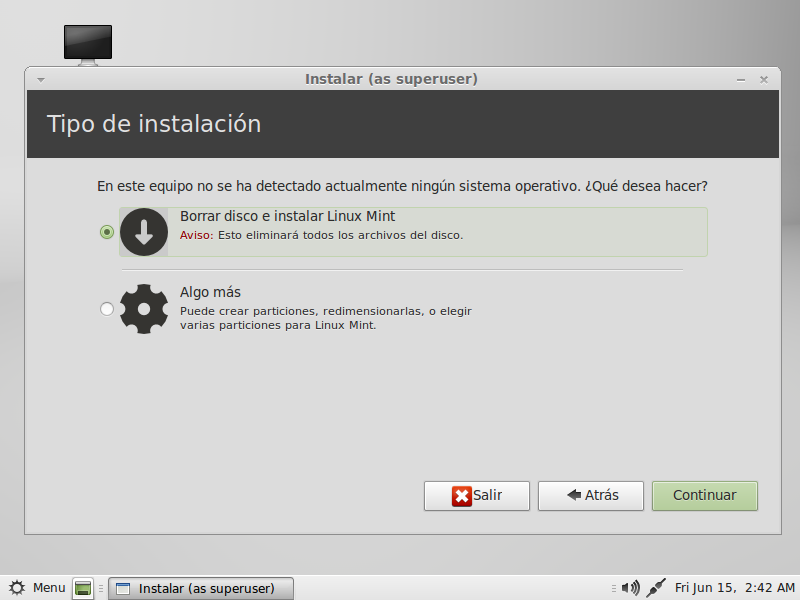 Instalar (as superuser)
Tipo de instalación
En este equipo no se ha detectado actualmente ningún sistema operativo. ¿Qué desea hacer?
Borrar disco e instalar Linux Mint
Aviso: Esto eliminará todos los archivos del disco.
Algo más
Puede crear particiones, redimensionarlas, o elegir
varias particiones para Linux Mint.
Salir
Atrás
Continuar
Menu
Instalar (as superuser)
Fri Jun 15, 2:42 AM